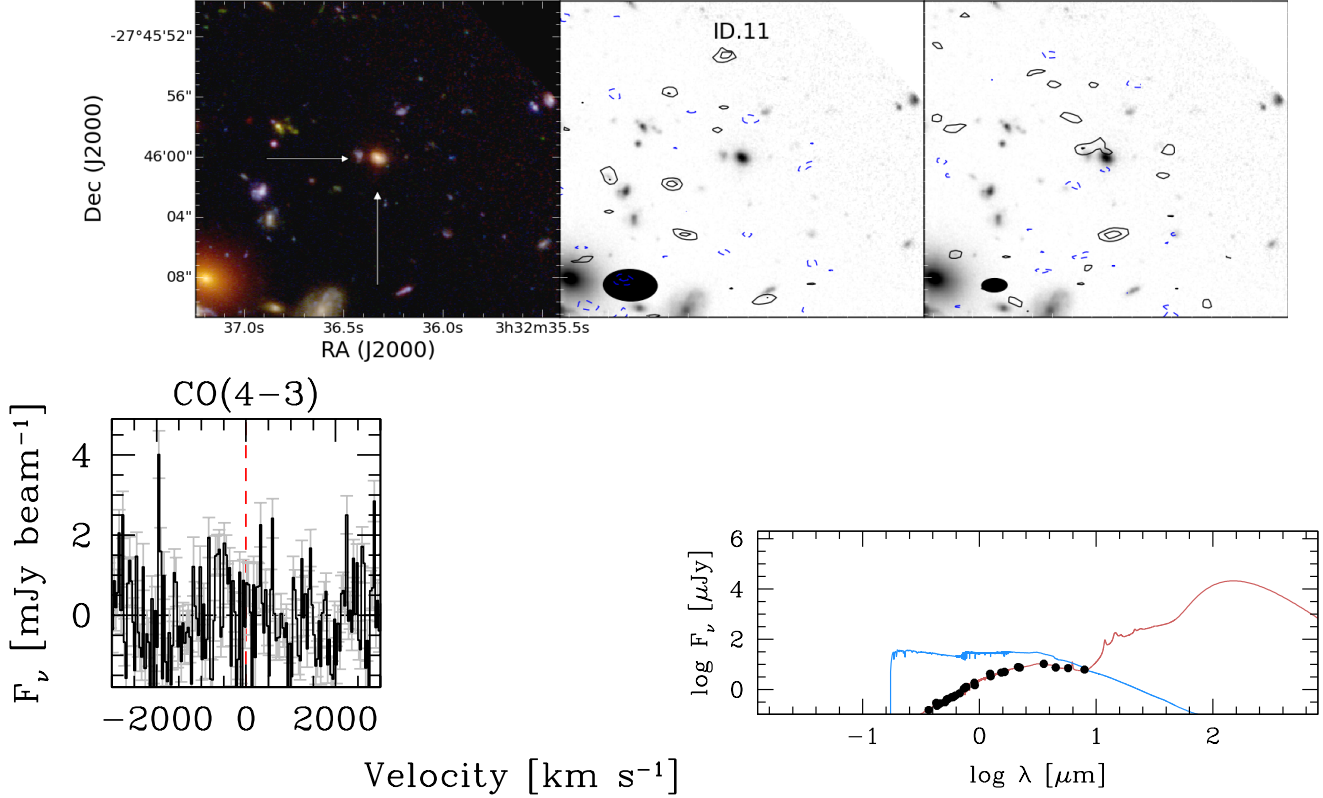 ID.11
Dec (J2000)
-27°45'52"
56"
46'00"
04"
08"
37.0s 36.5s 36.0s 3h32m35.5s
RA (J2000)
CO(4−3)
F_ν [mJy beam⁻¹]
4
2
0
−2000 0 2000
Velocity [km s⁻¹]
log F_ν [μJy]
6
4
2
0
−1 0 1 2
log λ [μm]